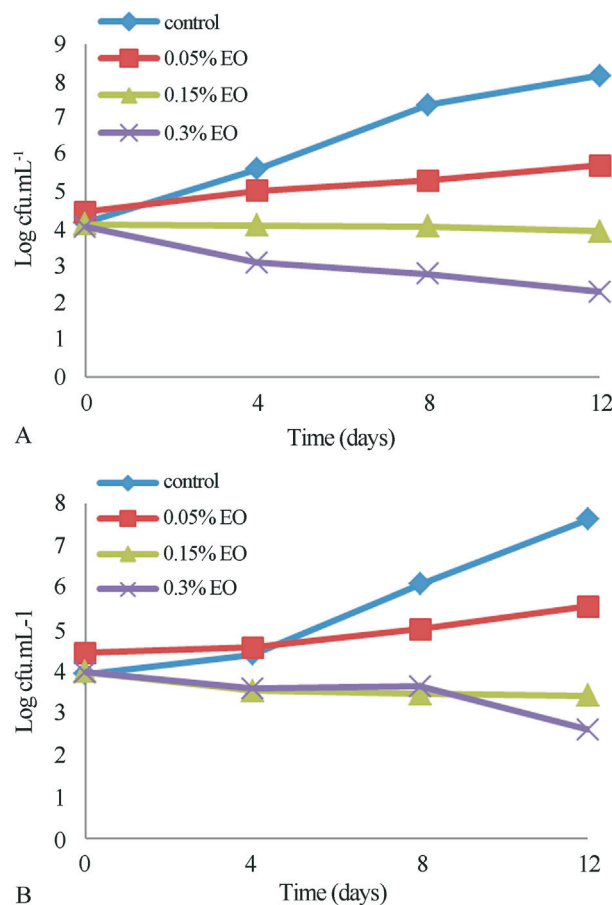 control
0.05% EO
0.15% EO
0.3% EO
9
8
7
6
5
4
3
2
1
0
Log cfu.mL⁻¹
0 4 8 12
Time (days)
A
control
0.05% EO
0.15% EO
0.3% EO
8
7
6
5
4
3
2
1
0
Log cfu.mL-1
0 4 8 12
Time (days)
B